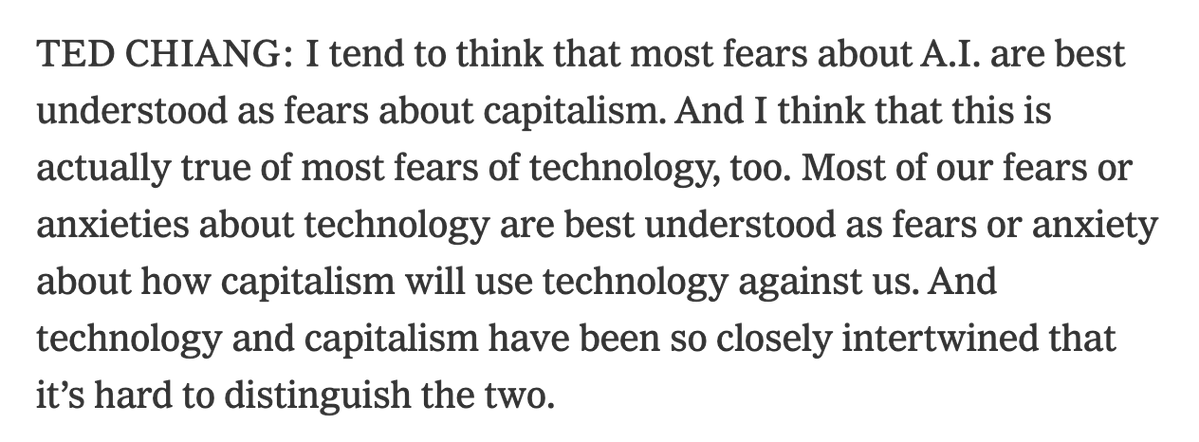 TED CHIANG: I tend to think that most fears about A.I. are best
understood as fears about capitalism. And I think that this is
actually true of most fears of technology, too. Most of our fears or
anxieties about technology are best understood as fears or anxiety
about how capitalism will use technology against us. And
technology and capitalism have been so closely intertwined that
it’s hard to distinguish the two.